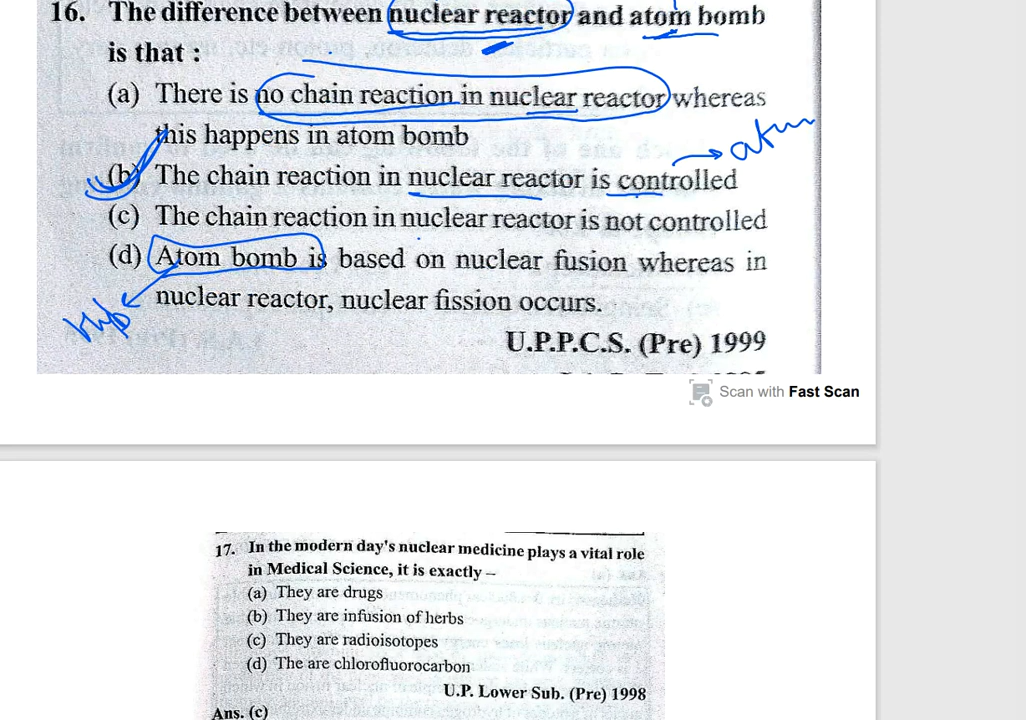 16. The difference between nuclear reactor and atom bomb
is that :
(a) There is no chain reaction in nuclear reactor whereas
this happens in atom bomb
atum
(b) The chain reaction in nuclear reactor is controlled
(c) The chain reaction in nuclear reactor is not controlled
(d) Atom bomb is based on nuclear fusion whereas in
nuclear reactor, nuclear fission occurs.
U.P.P.C.S. (Pre) 1999
Scan with Fast Scan
17. In the modern day's nuclear medicine plays a vital role
in Medical Science, it is exactly –
(a) They are drugs
(b) They are infusion of herbs
(c) They are radioisotopes
(d) The are chlorofluorocarbon
U.P. Lower Sub. (Pre) 1998
Ans. (c)